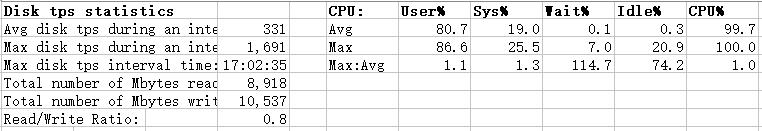 Disk tps statistics CPU: User% Sys% Wait% Idle% CPU%
Avg disk tps during an inte 331 Avg 80.7 19.0 0.1 0.3 99.7
Max disk tps during an inte 1,691 Max 86.6 25.5 7.0 20.9 100.0
Max disk tps interval time: 17:02:35 Max:Avg 1.1 1.3 114.7 74.2 1.0
Total number of Mbytes read 8,918
Total number of Mbytes writ 10,537
Read/Write Ratio: 0.8